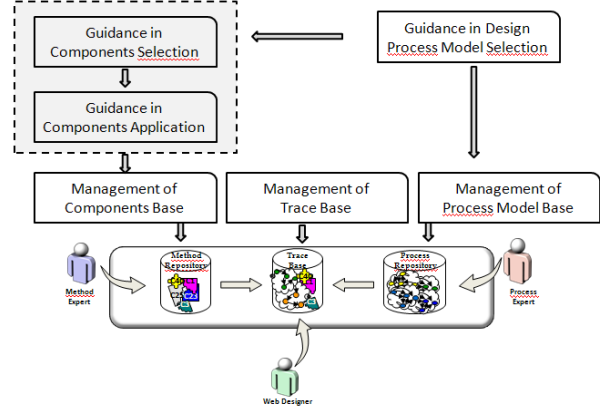 Guidance in
Components Selection
Guidance in Design
Process Model Selection
Guidance in
Components Application
Management of
Components Base
Management of
Trace Base
Management of
Process Model Base
Method
Repository
Trace
Base
Process
Repository
Method
Expert
Process
Expert
Web Designer